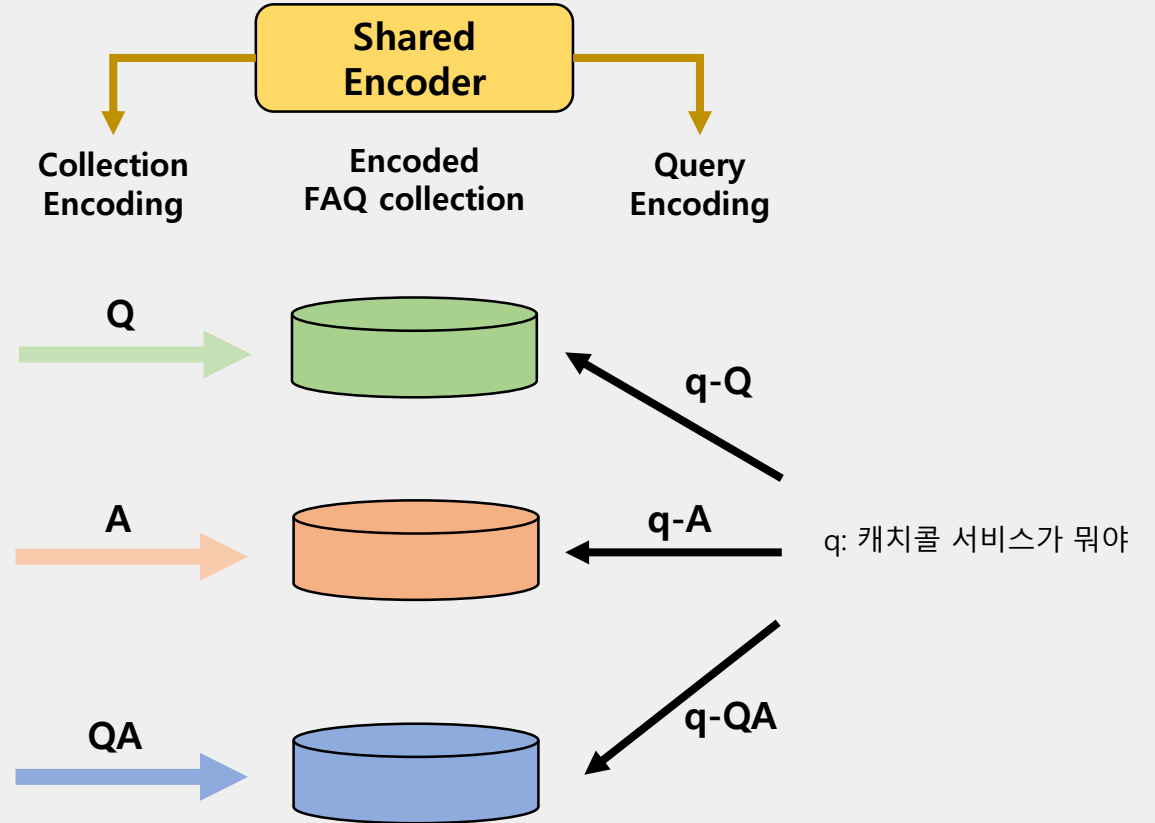 Shared
Encoder
Collection
Encoding
Encoded
FAQ collection
Query
Encoding
Q
q-Q
A
q-A
q: 캐치콜 서비스가 뭐야
QA
q-QA